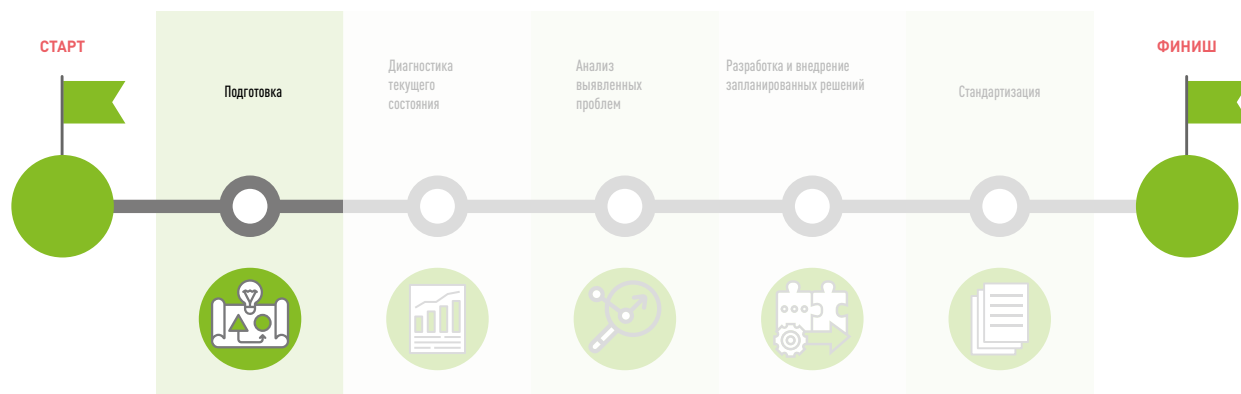 СТАРТ
Подготовка
Диагностика
текущего
состояния
Анализ
выявленных
проблем
Разработка и внедрение
запланированных решений
Стандартизация
ФИНИШ